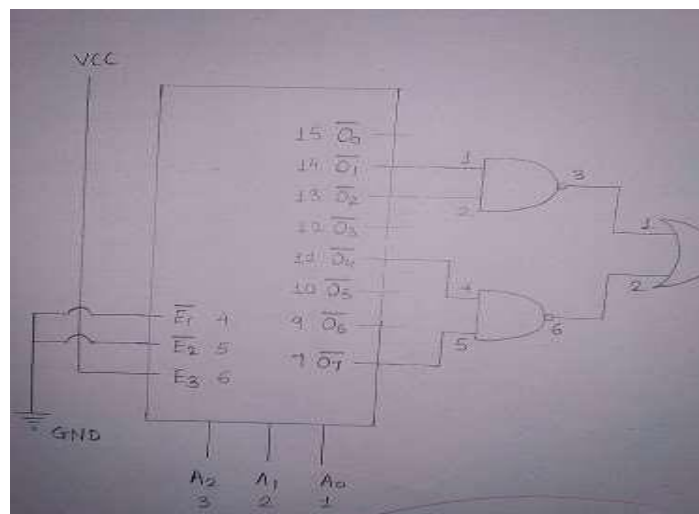 VCC
15 O̅0
14 O̅1
13 O̅2
12 O̅3
11 O̅4
10 O̅5
9 O̅6
7 O̅7
1
2
3
4
5
6
1
2
E̅1 4
E̅2 5
E3 6
GND
A2 A1 A0
3 2 1